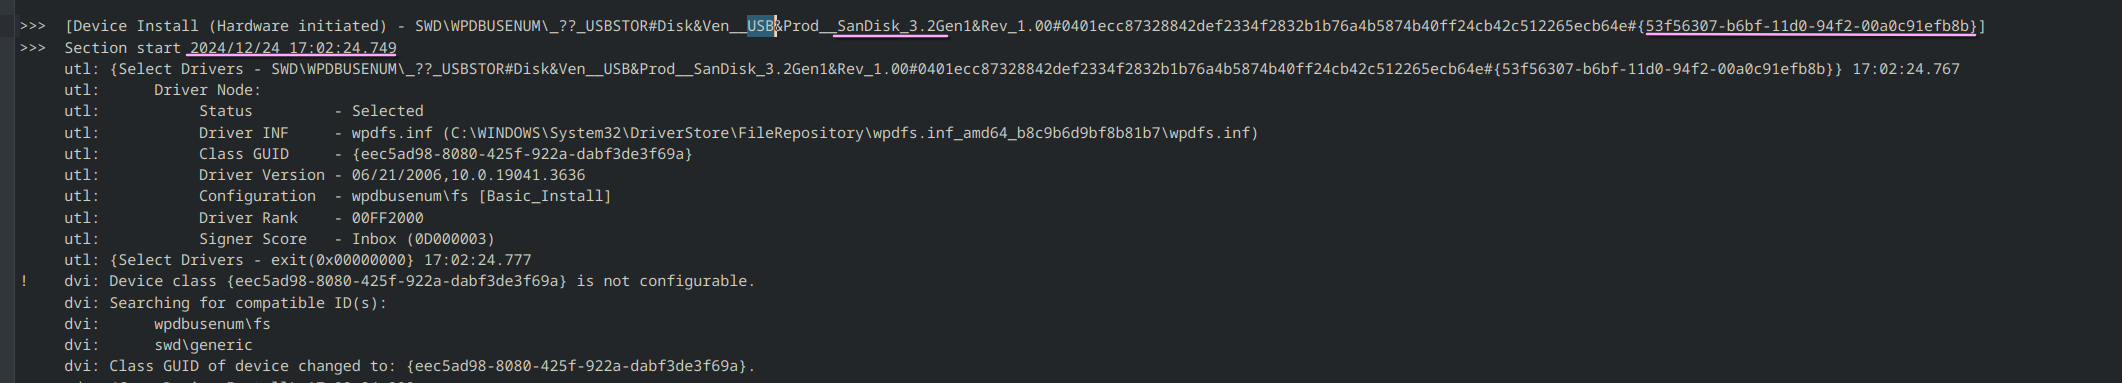 >>>  [Device Install (Hardware initiated) - SWD\WPDBUSENUM\_??_USBSTOR#Disk&Ven__USB&Prod__SanDisk_3.2Gen1&Rev_1.00#0401ecc87328842def2334f2832b1b76a4b5874b40ff24cb42c512265ecb64e#{53f56307-b6bf-11d0-94f2-00a0c91efb8b}]
>>>  Section start 2024/12/24 17:02:24.749
utl: {Select Drivers - SWD\WPDBUSENUM\_??_USBSTOR#Disk&Ven__USB&Prod__SanDisk_3.2Gen1&Rev_1.00#0401ecc87328842def2334f2832b1b76a4b5874b40ff24cb42c512265ecb64e#{53f56307-b6bf-11d0-94f2-00a0c91efb8b}} 17:02:24.767
utl:      Driver Node:
utl:           Status         - Selected
utl:           Driver INF     - wpdfs.inf (C:\WINDOWS\System32\DriverStore\FileRepository\wpdfs.inf_amd64_b8c9b6d9bf8b81b7\wpdfs.inf)
utl:           Class GUID     - {eec5ad98-8080-425f-922a-dabf3de3f69a}
utl:           Driver Version - 06/21/2006,10.0.19041.3636
utl:           Configuration  - wpdbusenum\fs [Basic_Install]
utl:           Driver Rank    - 00FF2000
utl:           Signer Score   - Inbox (0D000003)
utl: {Select Drivers - exit(0x00000000} 17:02:24.777
!    dvi: Device class {eec5ad98-8080-425f-922a-dabf3de3f69a} is not configurable.
dvi: Searching for compatible ID(s):
dvi:      wpdbusenum\fs
dvi:      swd\generic
dvi: Class GUID of device changed to: {eec5ad98-8080-425f-922a-dabf3de3f69a}.